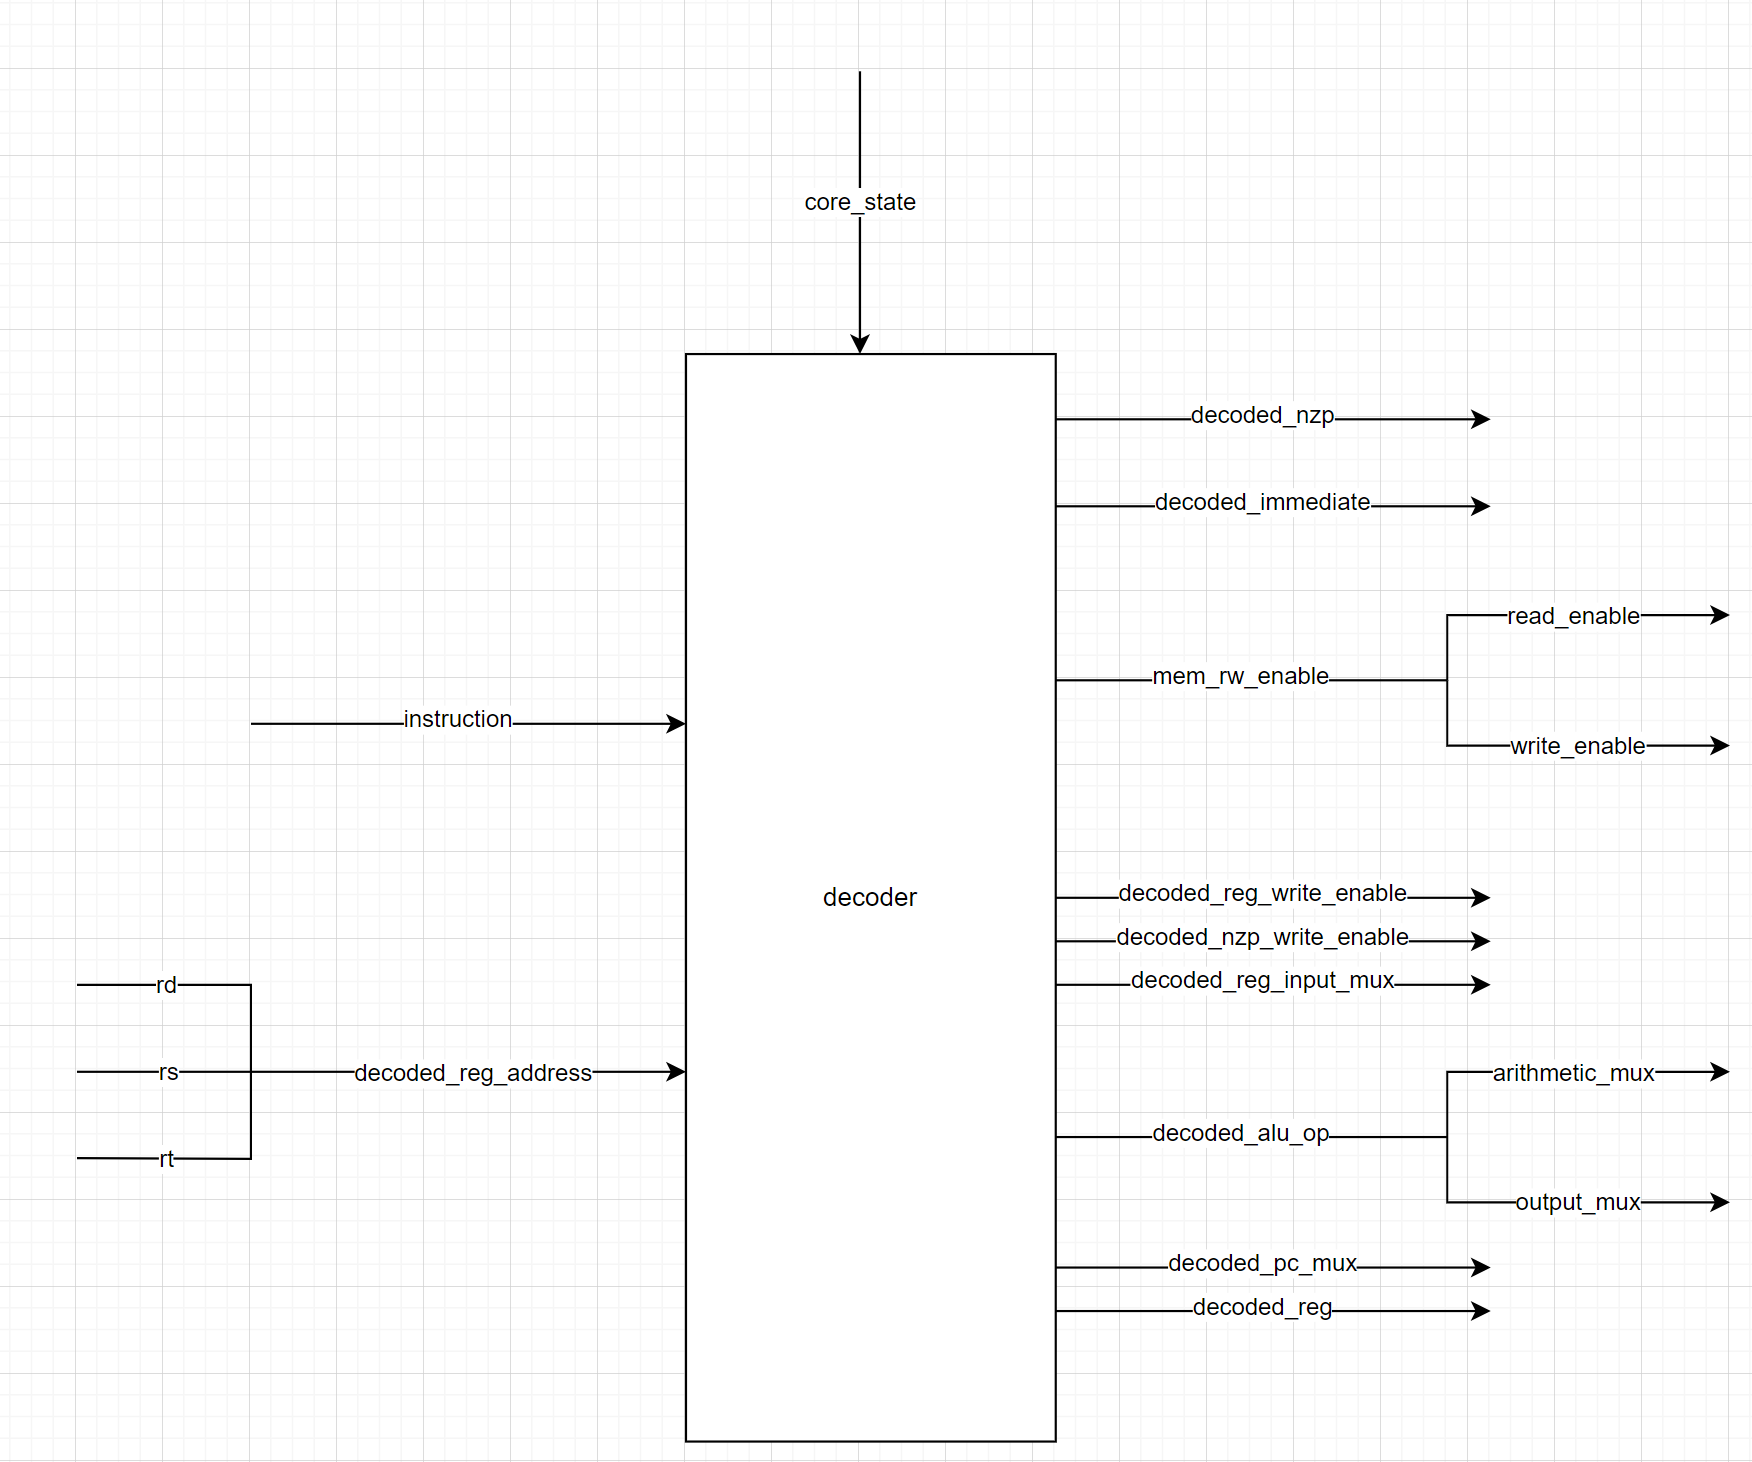 core_state
decoded_nzp
decoded_immediate
read_enable
mem_rw_enable
instruction
write_enable
decoder
decoded_reg_write_enable
decoded_nzp_write_enable
decoded_reg_input_mux
rd
rs
decoded_reg_address
arithmetic_mux
decoded_alu_op
rt
output_mux
decoded_pc_mux
decoded_reg